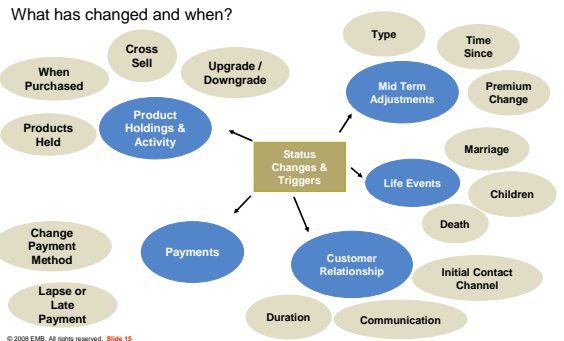 What has changed and when?
Cross
Sell
Upgrade /
Downgrade
When
Purchased
Product
Holdings &
Activity
Products
Held
Type
Time
Since
Mid Term
Adjustments
Premium
Change
Status
Changes &
Triggers
Marriage
Life Events
Children
Death
Change
Payment
Method
Payments
Lapse or
Late
Payment
Customer
Relationship
Initial Contact
Channel
Duration
Communication
© 2008 EMB. All rights reserved. Slide 15